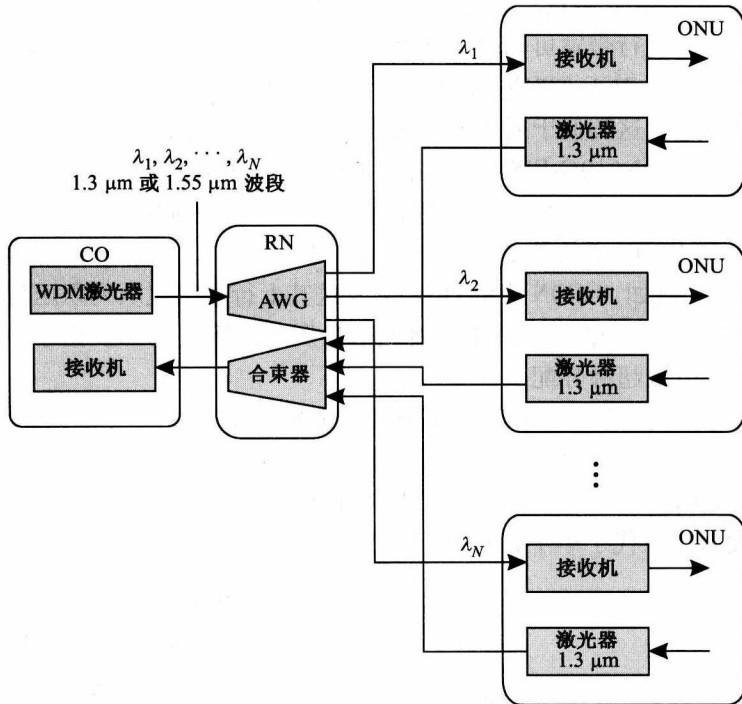 λ₁, λ₂, ···, λN
1.3 μm 或 1.55 μm 波段
CO
WDM激光器
接收机
RN
AWG
合束器
λ₁
ONU
接收机
激光器
1.3 μm
λ₂
ONU
接收机
激光器
1.3 μm
⋮
λN
ONU
接收机
激光器
1.3 μm